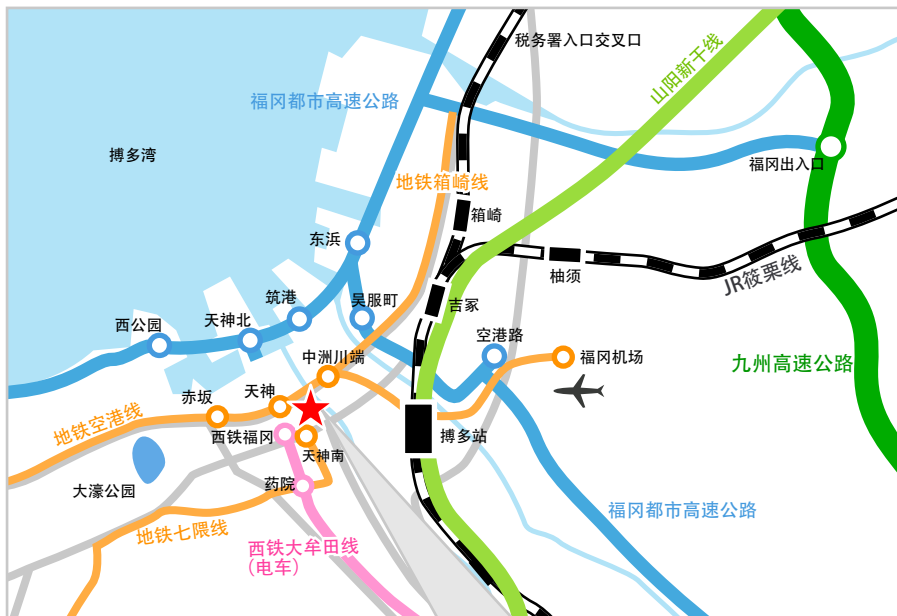 税务署入口交叉口
山阳新干线
福冈都市高速公路
博多湾
福冈出入口
地铁箱崎线
箱崎
东浜
柚须
JR筱栗线
筑港
吴服町
吉冢
西公园
天神北
空港路
中洲川端
福冈机场
九州高速公路
赤坂
天神
地铁空港线
西铁福冈
搏多站
天神南
大濠公园
药院
福冈都市高速公路
地铁七隈线
西铁大牟田线
(电车)